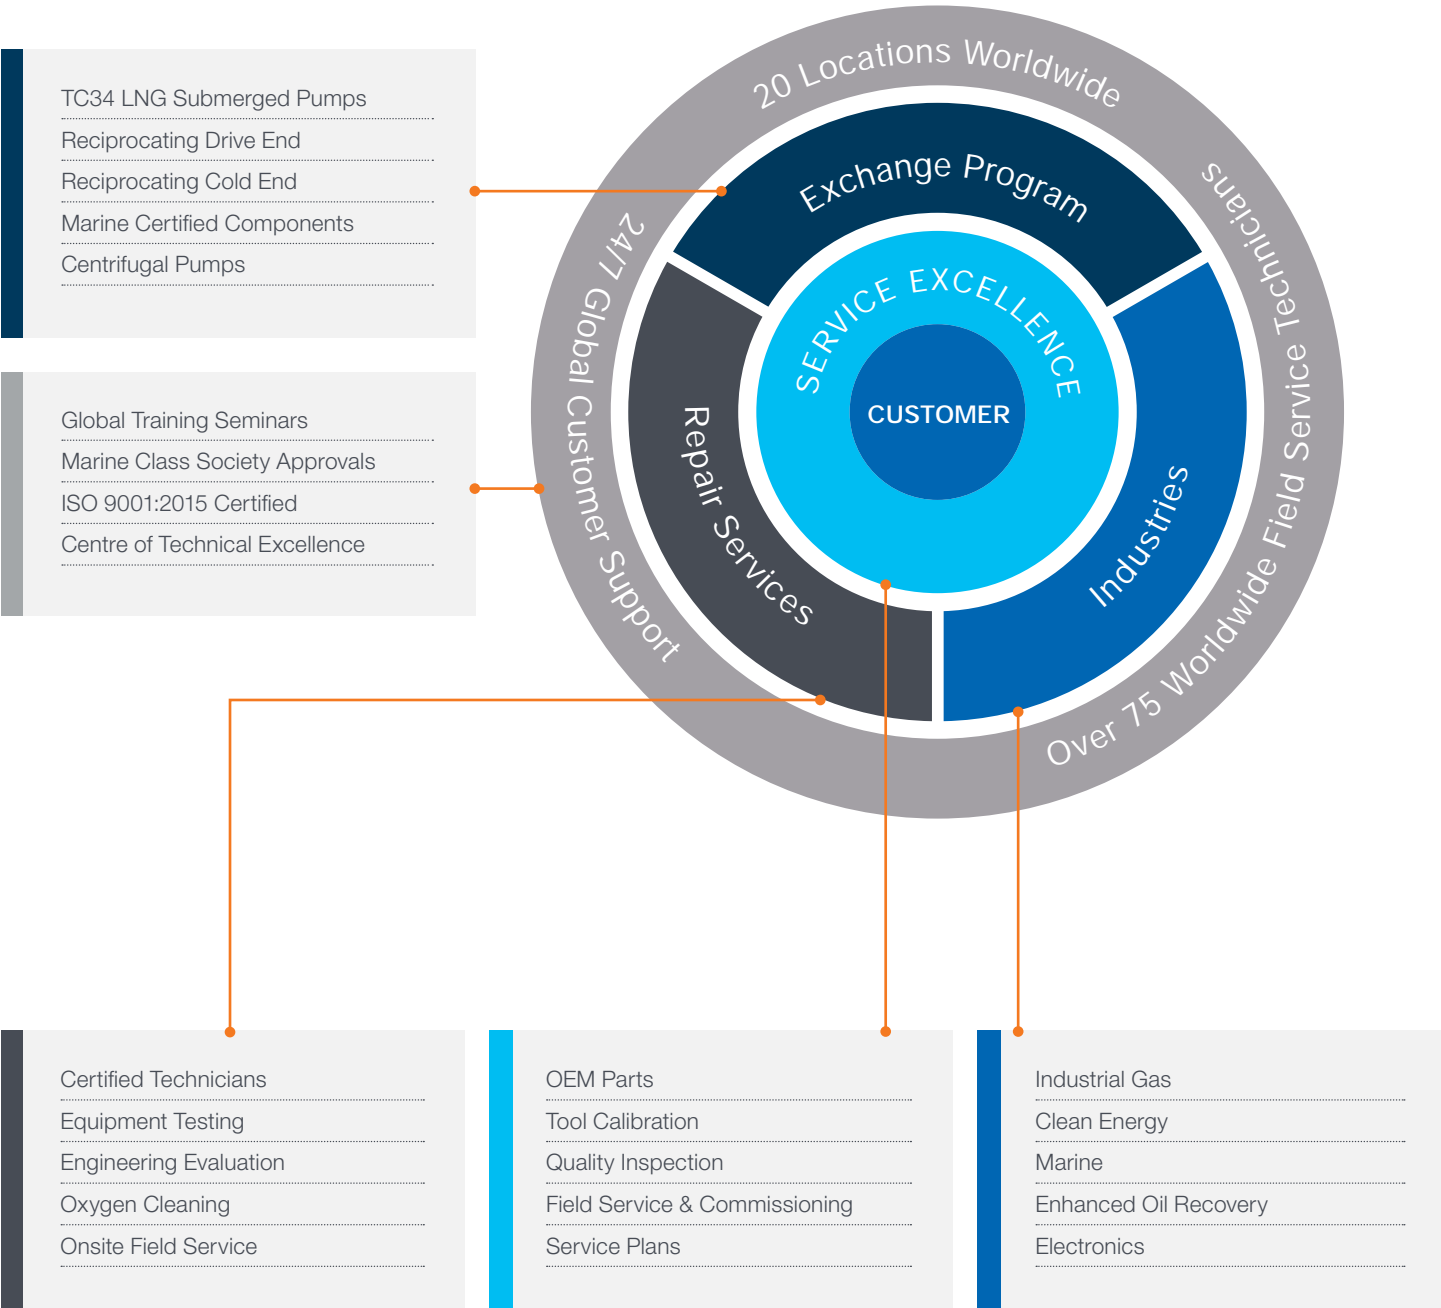 20 Locations Worldwide
TC34 LNG Submerged Pumps
Reciprocating Drive End
Reciprocating Cold End
Marine Certified Components
Centrifugal Pumps
Global Training Seminars
Marine Class Society Approvals
ISO 9001:2015 Certified
Centre of Technical Excellence
24/7 Global Customer Support
Over 75 Worldwide Field Service Technicians
Exchange Program
Repair Services
Industries
SERVICE EXCELLENCE
CUSTOMER
Certified Technicians
Equipment Testing
Engineering Evaluation
Oxygen Cleaning
Onsite Field Service
OEM Parts
Tool Calibration
Quality Inspection
Field Service & Commissioning
Service Plans
Industrial Gas
Clean Energy
Marine
Enhanced Oil Recovery
Electronics